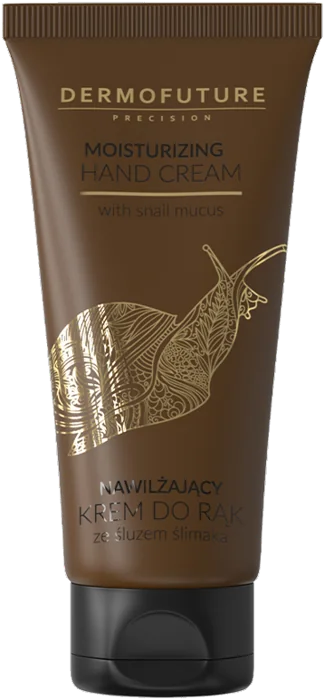 DERMOFUTURE
PRECISION
MOISTURIZING
HAND CREAM
with snail mucus
NAWILŻAJĄCY
KREM DO RĄK
ze śluzem ślimaka